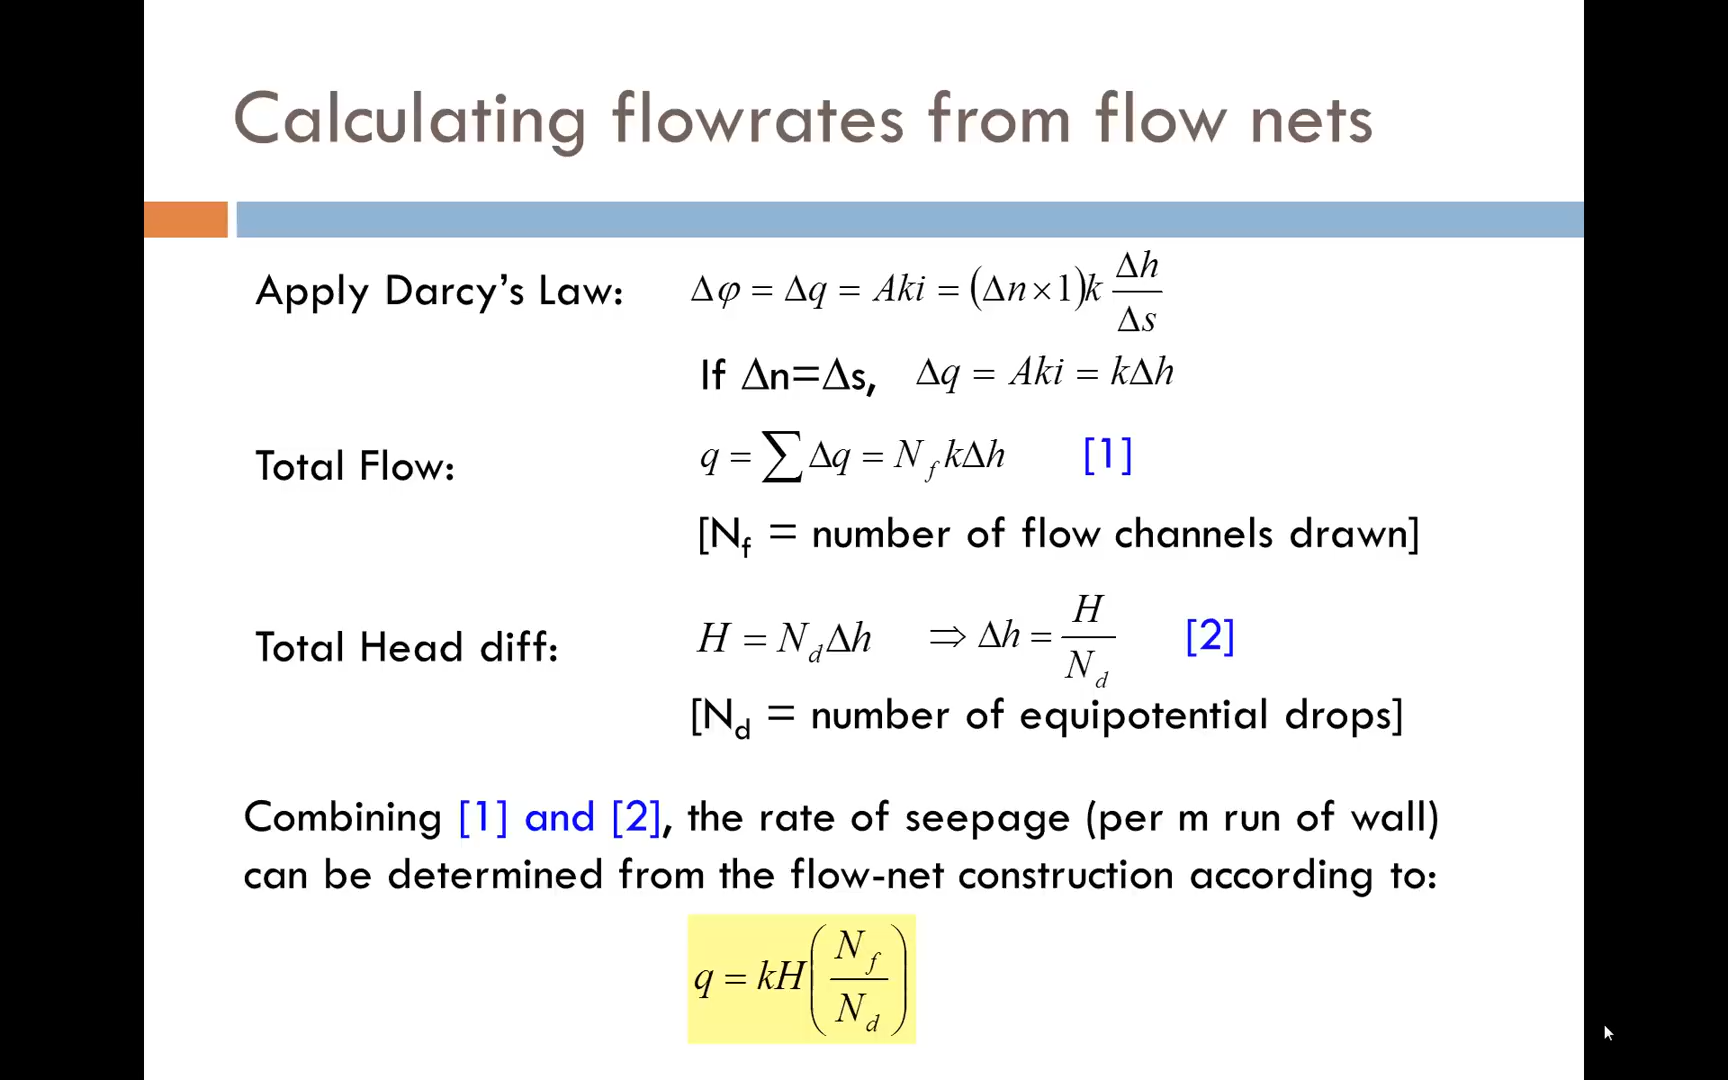 Calculating flowrates from flow nets
Apply Darcy's Law: Δφ = Δq = Aki = (Δn×1)k Δh/Δs
If Δn=Δs, Δq = Aki = kΔh
Total Flow: q = ∑Δq = N_f kΔh [1]
[N_f = number of flow channels drawn]
Total Head diff: H = N_d Δh ⇒ Δh = H/N_d [2]
[N_d = number of equipotential drops]
Combining [1] and [2], the rate of seepage (per m run of wall)
can be determined from the flow-net construction according to:
q = kH(N_f/N_d)